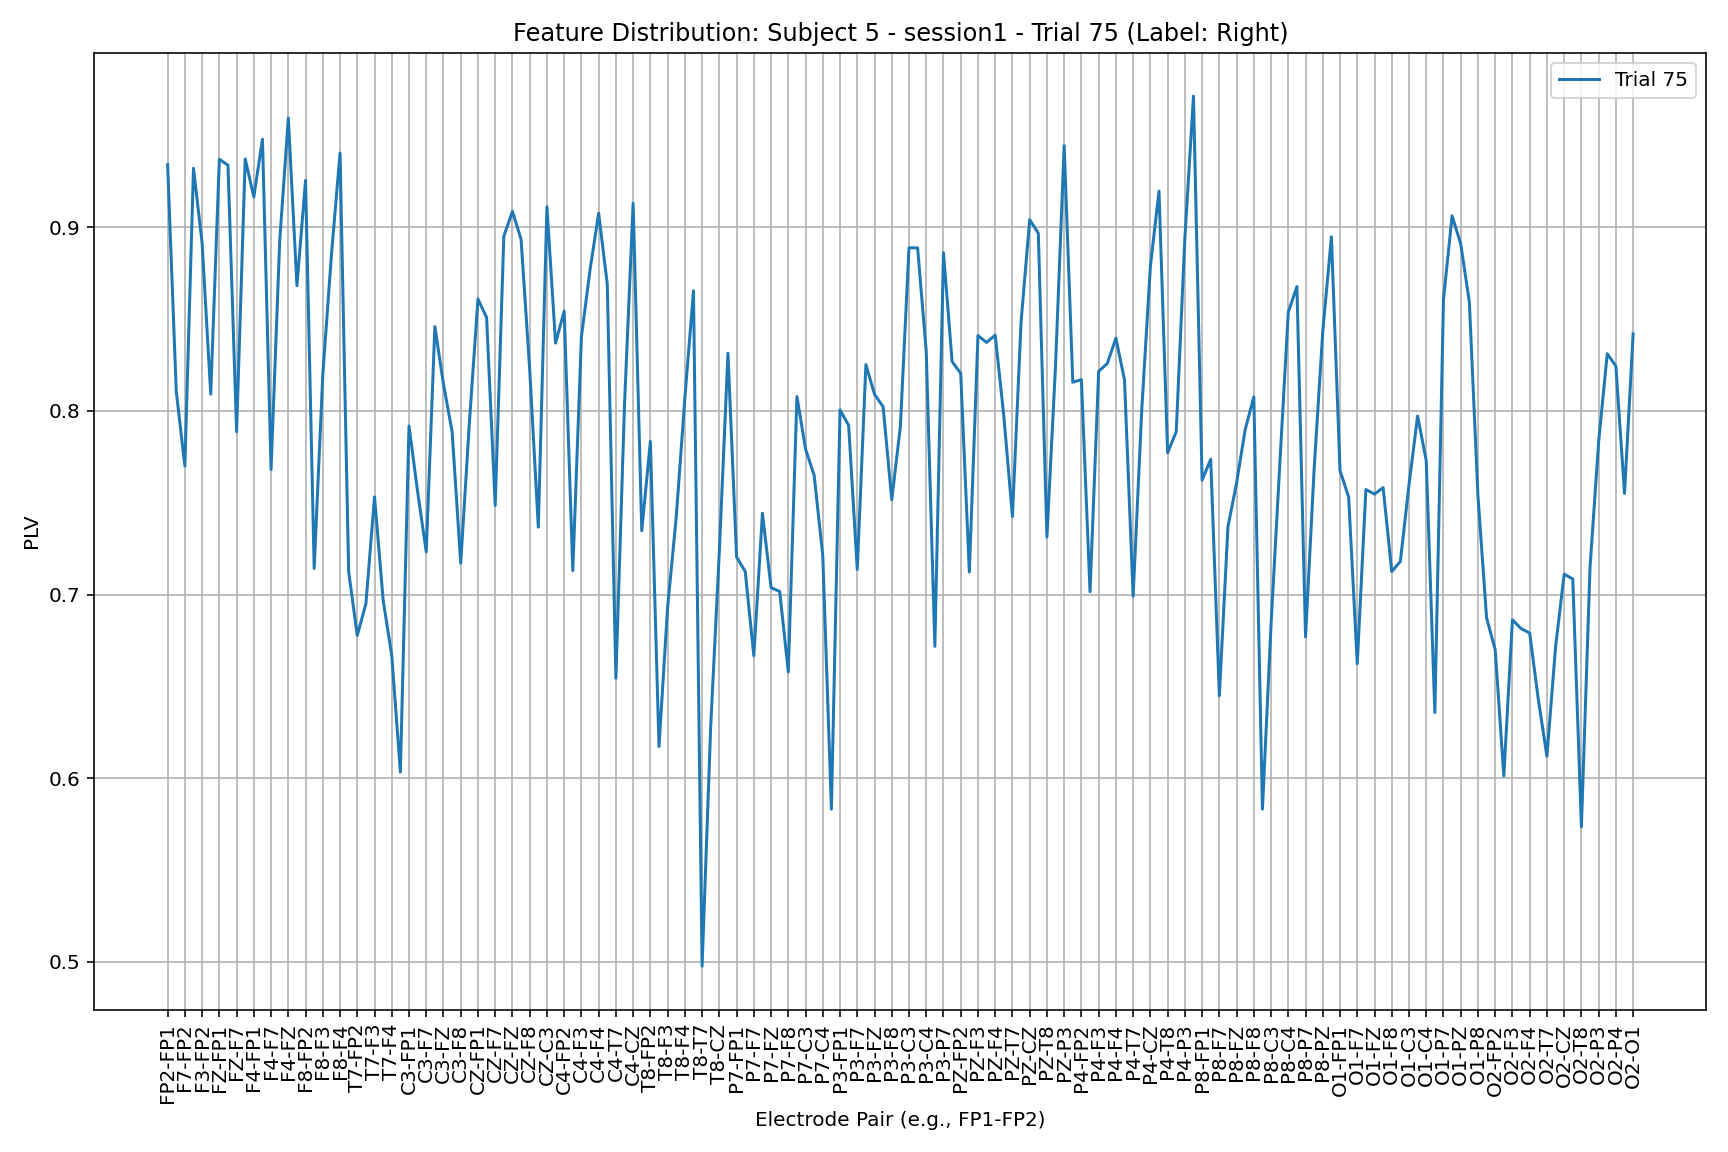 Feature Distribution: Subject 5 - session1 - Trial 75 (Label: Right)
Trial 75
PLV
0.9
0.8
0.7
0.6
0.5
FP2-FP1
F7-FP2
F3-FP2
FZ-FP1
FZ-F7
F4-FP1
F4-F7
F4-FZ
F8-FP2
F8-F3
F8-F4
T7-FP2
T7-F3
T7-F4
C3-FP1
C3-F7
C3-FZ
C3-F8
CZ-FP1
CZ-F7
CZ-FZ
CZ-F8
CZ-C3
C4-FP2
C4-F3
C4-F4
C4-T7
C4-CZ
T8-FP2
T8-F3
T8-F4
T8-T7
T8-CZ
P7-FP1
P7-F7
P7-FZ
P7-F8
P7-C3
P7-C4
P3-FP1
P3-F7
P3-FZ
P3-F8
P3-C3
P3-C4
P3-P7
PZ-FP2
PZ-F3
PZ-F4
PZ-T7
PZ-CZ
PZ-T8
PZ-P3
P4-FP2
P4-F3
P4-F4
P4-T7
P4-CZ
P4-T8
P4-P3
P8-FP1
P8-F7
P8-FZ
P8-F8
P8-C3
P8-C4
P8-P7
P8-PZ
O1-FP1
O1-F7
O1-FZ
O1-F8
O1-C3
O1-C4
O1-P7
O1-PZ
O1-P8
O2-FP2
O2-F3
O2-F4
O2-T7
O2-CZ
O2-T8
O2-P3
O2-P4
O2-O1
Electrode Pair (e.g., FP1-FP2)